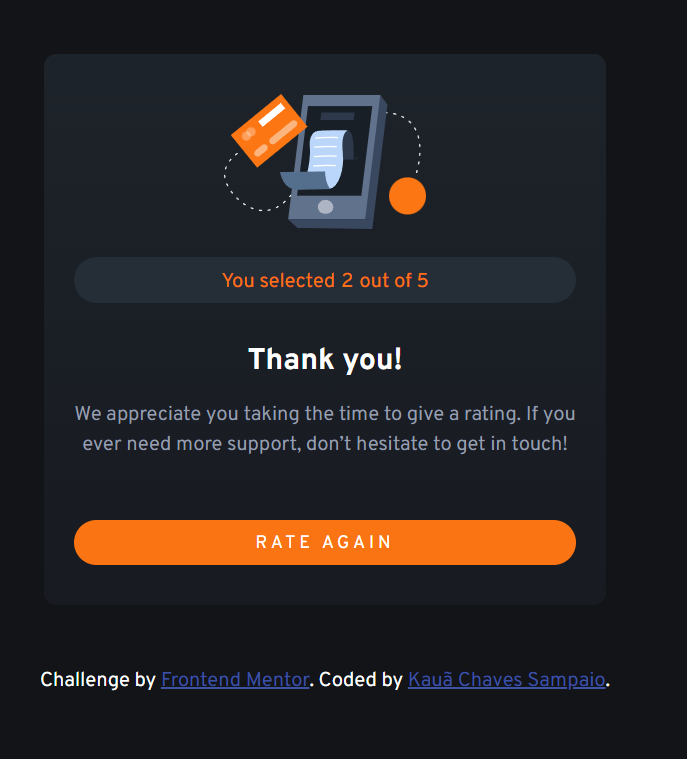 You selected 2 out of 5
Thank you!
We appreciate you taking the time to give a rating. If you
ever need more support, don’t hesitate to get in touch!
RATE AGAIN
Challenge by Frontend Mentor. Coded by Kauã Chaves Sampaio.